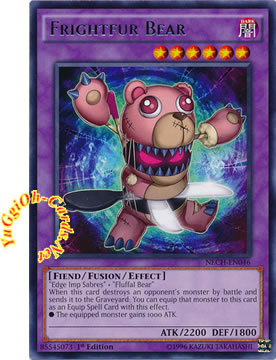 FRIGHTFUR BEAR
DARK
NECH-EN046
[FIEND/FUSION/EFFECT]
"Edge Imp Sabres" + "Fluffal Bear"
When this card destroys an opponent's monster by battle
and sends it to the Graveyard: You can equip that monster to this card
as an Equip Spell Card with this effect.
● The equipped monster gains 1000 ATK.
ATK/2200 DEF/1800
85545073 1st Edition ©1996 KAZUKI TAKAHASHI
YuGgiOh-Cards.Net